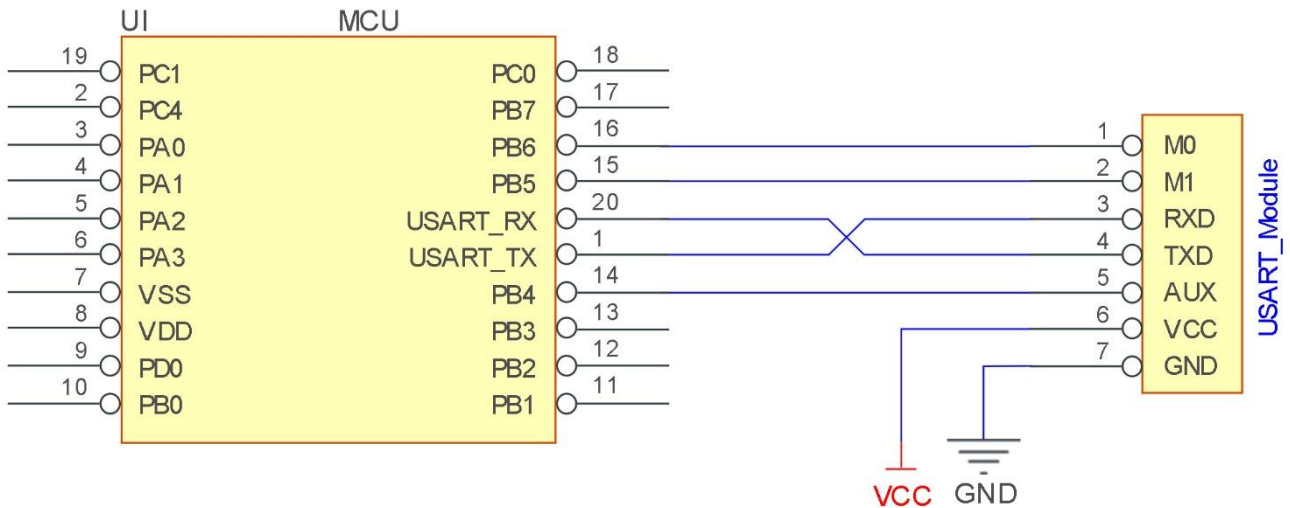 UI MCU
19 PC1 PC0 18
2 PC4 PB7 17
3 PA0 PB6 16
4 PA1 PB5 15
5 PA2 USART_RX 20
6 PA3 USART_TX 1
7 VSS PB4 14
8 VDD PB3 13
9 PD0 PB2 12
10 PB0 PB1 11
1 M0
2 M1
3 RXD
4 TXD
5 AUX
6 VCC
7 GND
USART_Module
VCC GND